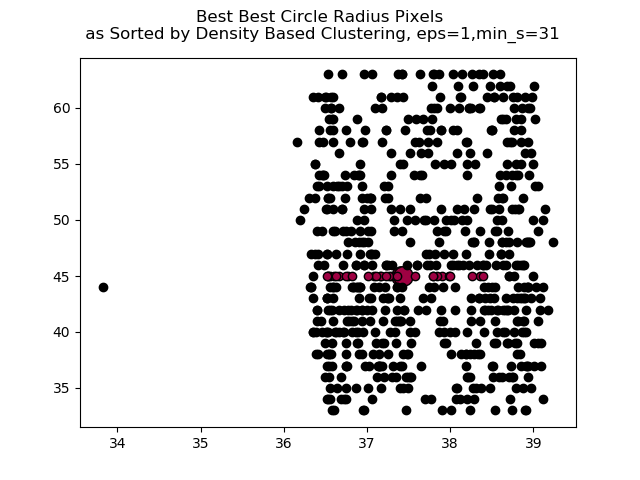 Best Best Circle Radius Pixels
as Sorted by Density Based Clustering, eps=1,min_s=31
60
55
50
45
40
35
34 35 36 37 38 39